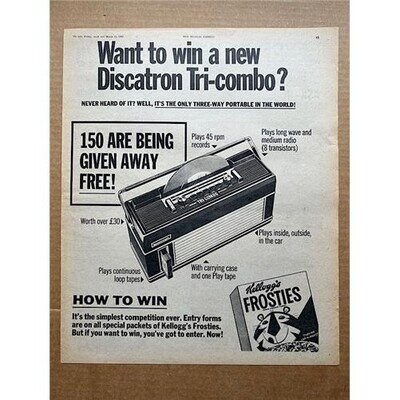 Want to win a new
Discatron Tri-combo?
NEVER HEARD OF IT? WELL, IT'S THE ONLY THREE-WAY PORTABLE IN THE WORLD!
150 ARE BEING
GIVEN AWAY
FREE!
Plays 45 rpm
records
Plays long wave and
medium radio
(8 transistors)
Worth over £30
Plays inside, outside,
in the car
Plays continuous
loop tapes
With carrying case
and one Play tape
HOW TO WIN
It's the simplest competition ever. Entry forms
are on all special packets of Kellogg's Frosties.
But if you want to win, you've got to enter. Now!
Kellogg's
FROSTIES